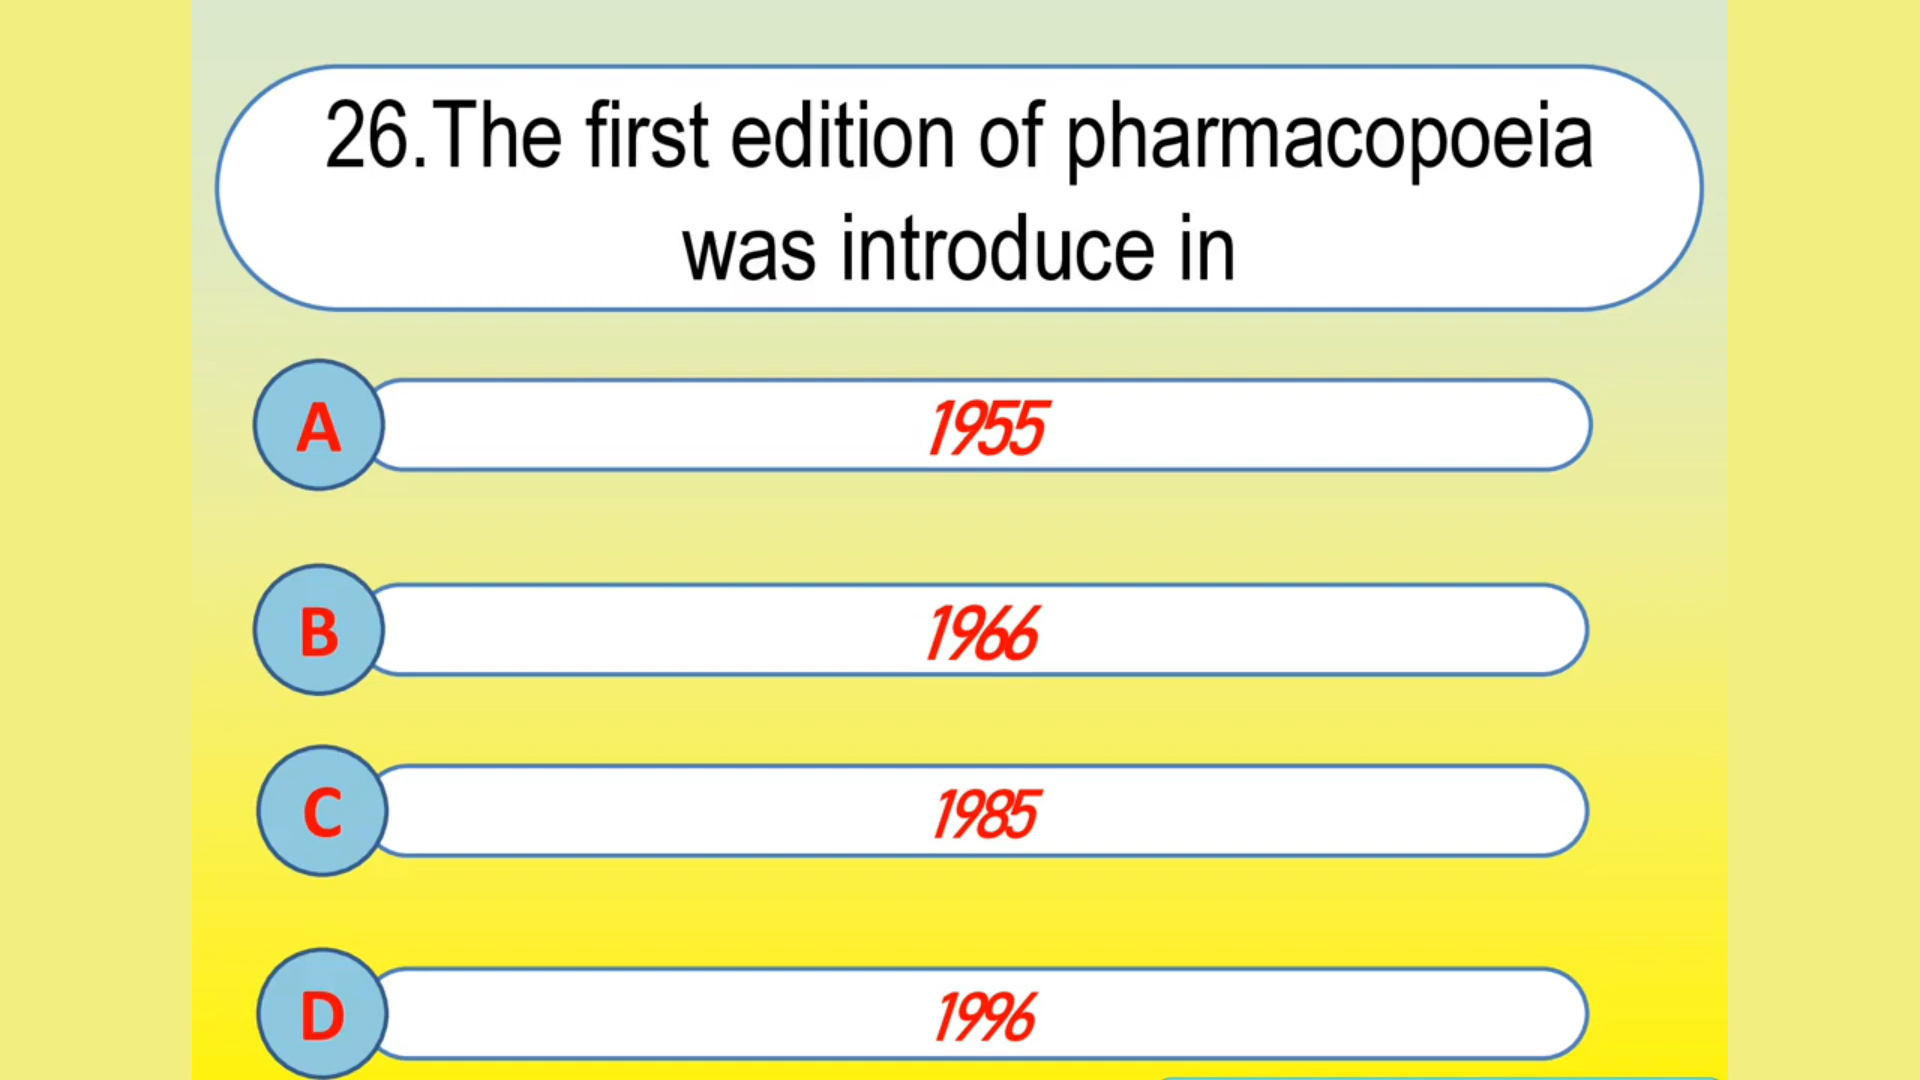 26.The first edition of pharmacopoeia
was introduce in
A 1955
B 1966
C 1985
D 1996